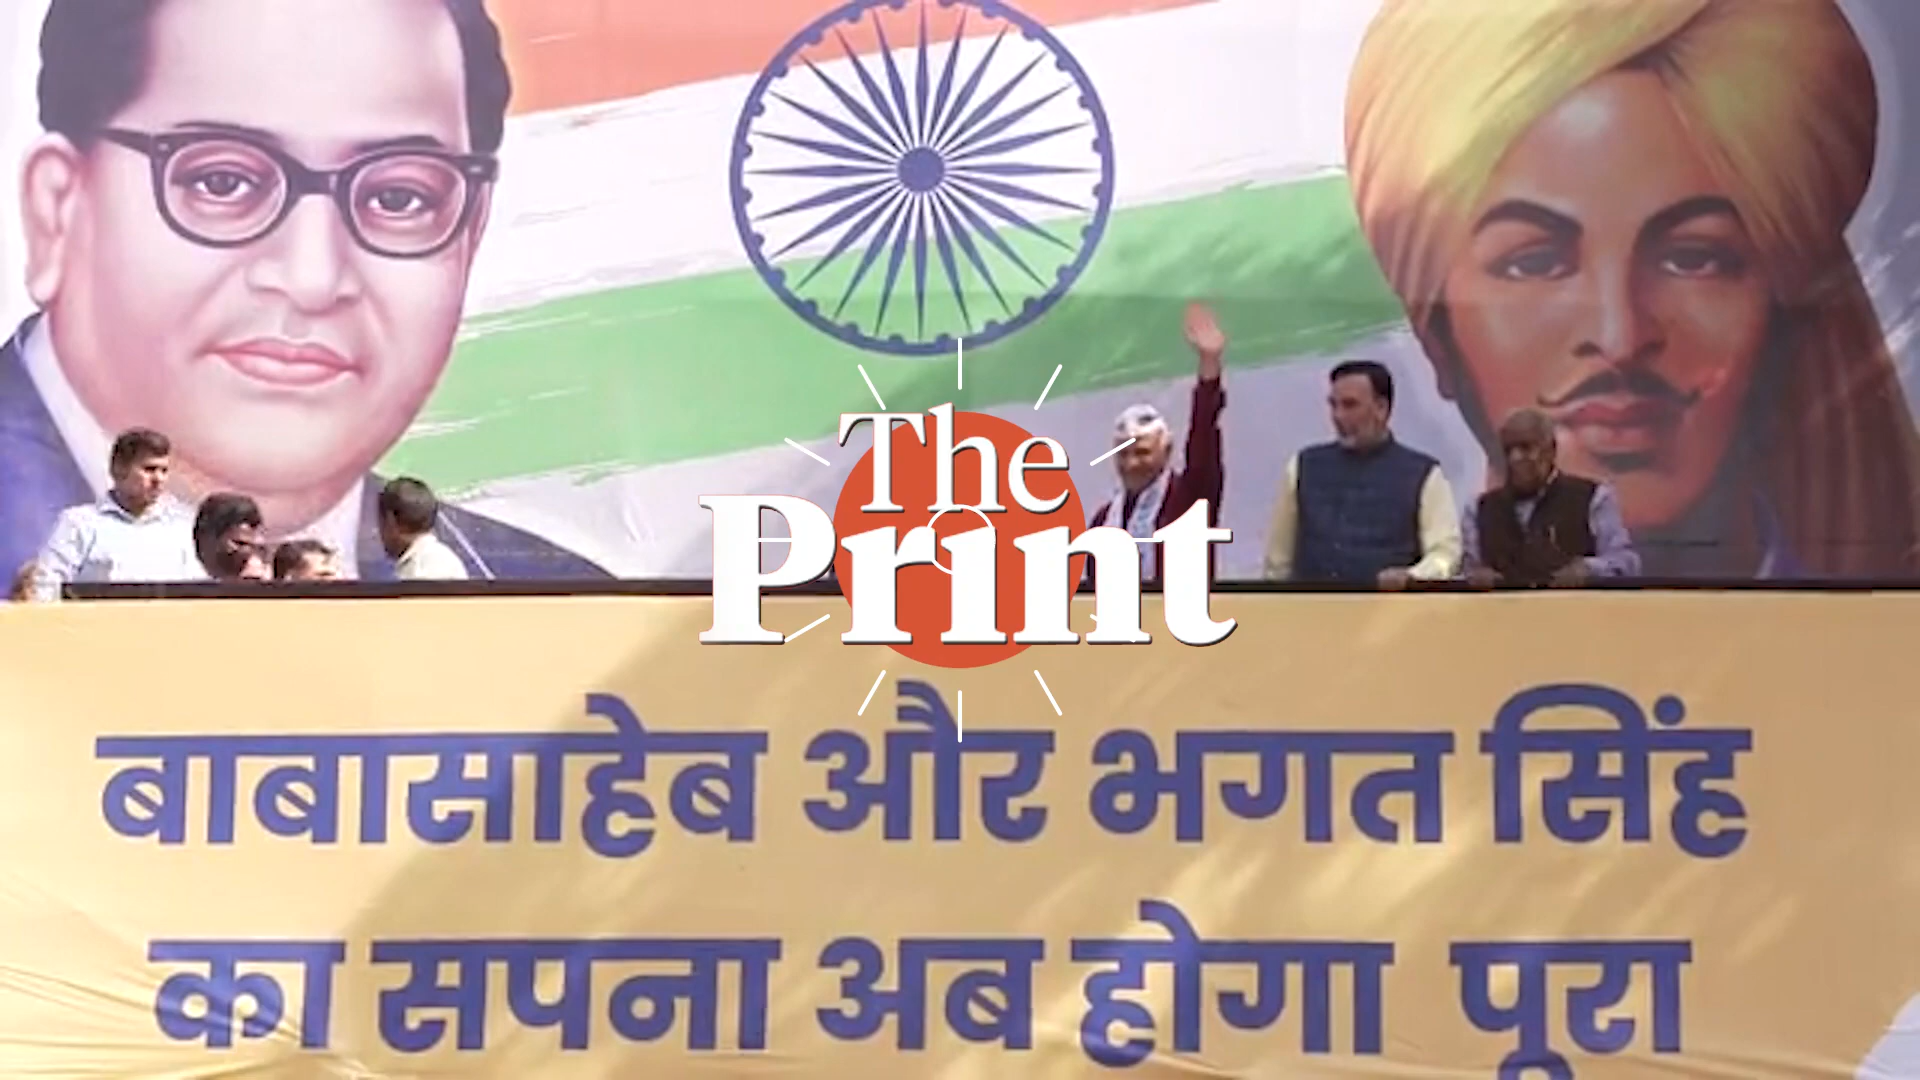 The
Print
बाबासाहेब और भगत सिंह
का सपना अब होगा पूरा